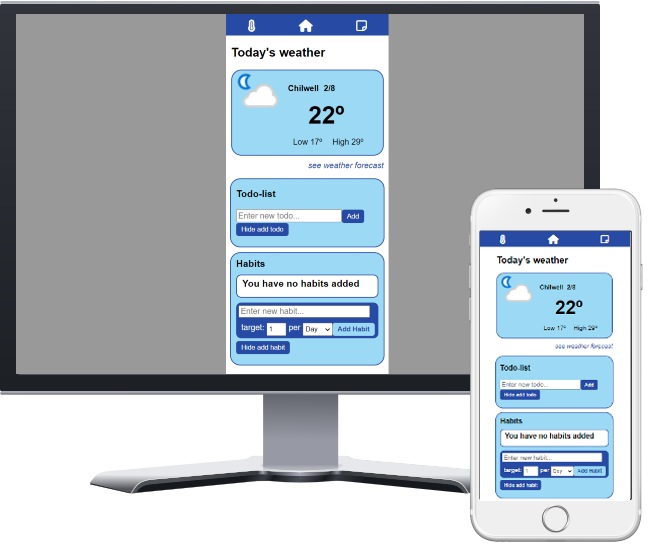 Today's weather
Chilwell 2/8
22º
Low 17º High 29º
see weather forecast
Todo-list
Enter new todo... Add
Hide add todo
Habits
You have no habits added
Enter new habit...
target: 1 per Day Add Habit
Hide add habit
Today's weather
Chilwell 2/8
22º
Low 17º High 29º
see weather forecast
Todo-list
Enter new todo... Add
Hide add todo
Habits
You have no habits added
Enter new habit...
target: 1 per Day Add Habit
Hide add habit